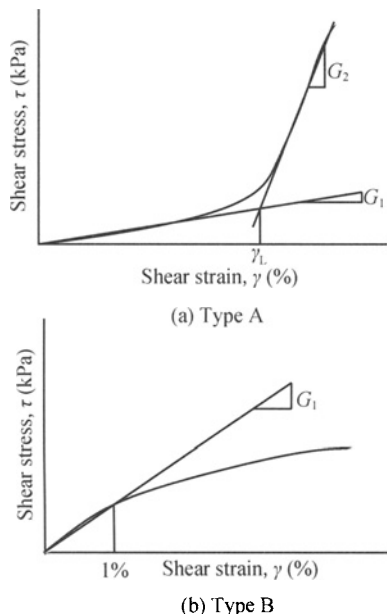 Shear stress, τ (kPa)
G₂
G₁
γL
Shear strain, γ (%)
(a) Type A
Shear stress, τ (kPa)
G₁
1%
Shear strain, γ (%)
(b) Type B